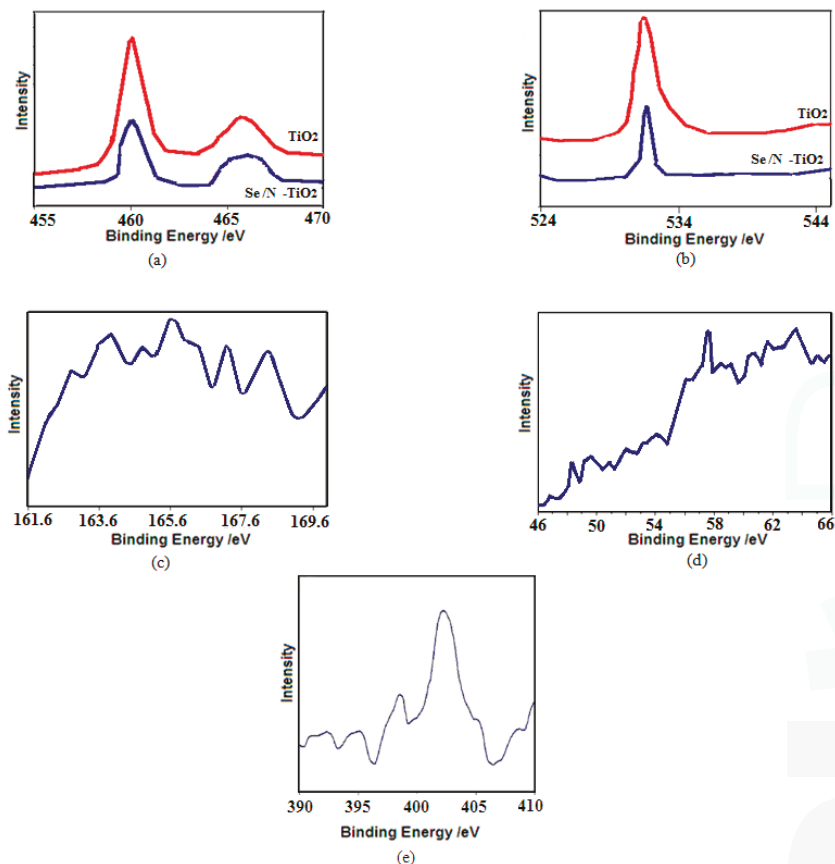 Intensity
TiO2
Se/N -TiO2
455 460 465 470
Binding Energy /eV
(a)
Intensity
TiO2
Se/N -TiO2
524 534 544
Binding Energy /eV
(b)
Intensity
161.6 163.6 165.6 167.6 169.6
Binding Energy /eV
(c)
Intensity
46 50 54 58 62 66
Binding Energy /eV
(d)
Intensity
390 395 400 405 410
Binding Energy /eV
(e)